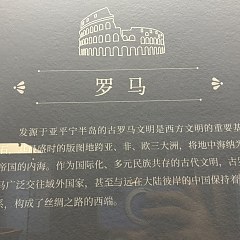 罗马
发源于亚平宁半岛的古罗马文明是西方文明的重要基
盛时的版图地跨亚、非、欧三大洲，将地中海纳为
帝国的内海。作为国际化、多元民族共存的古代文明，古
马广泛交往域外国家，甚至与远在大陆彼岸的中国保持着
系，构成了丝绸之路的西端。